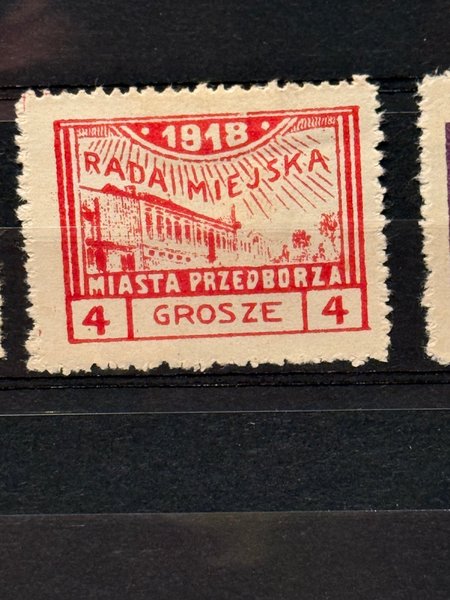 1918
RADA MIEJSKA
MIASTA PRZEDBORZA
4 GROSZE 4